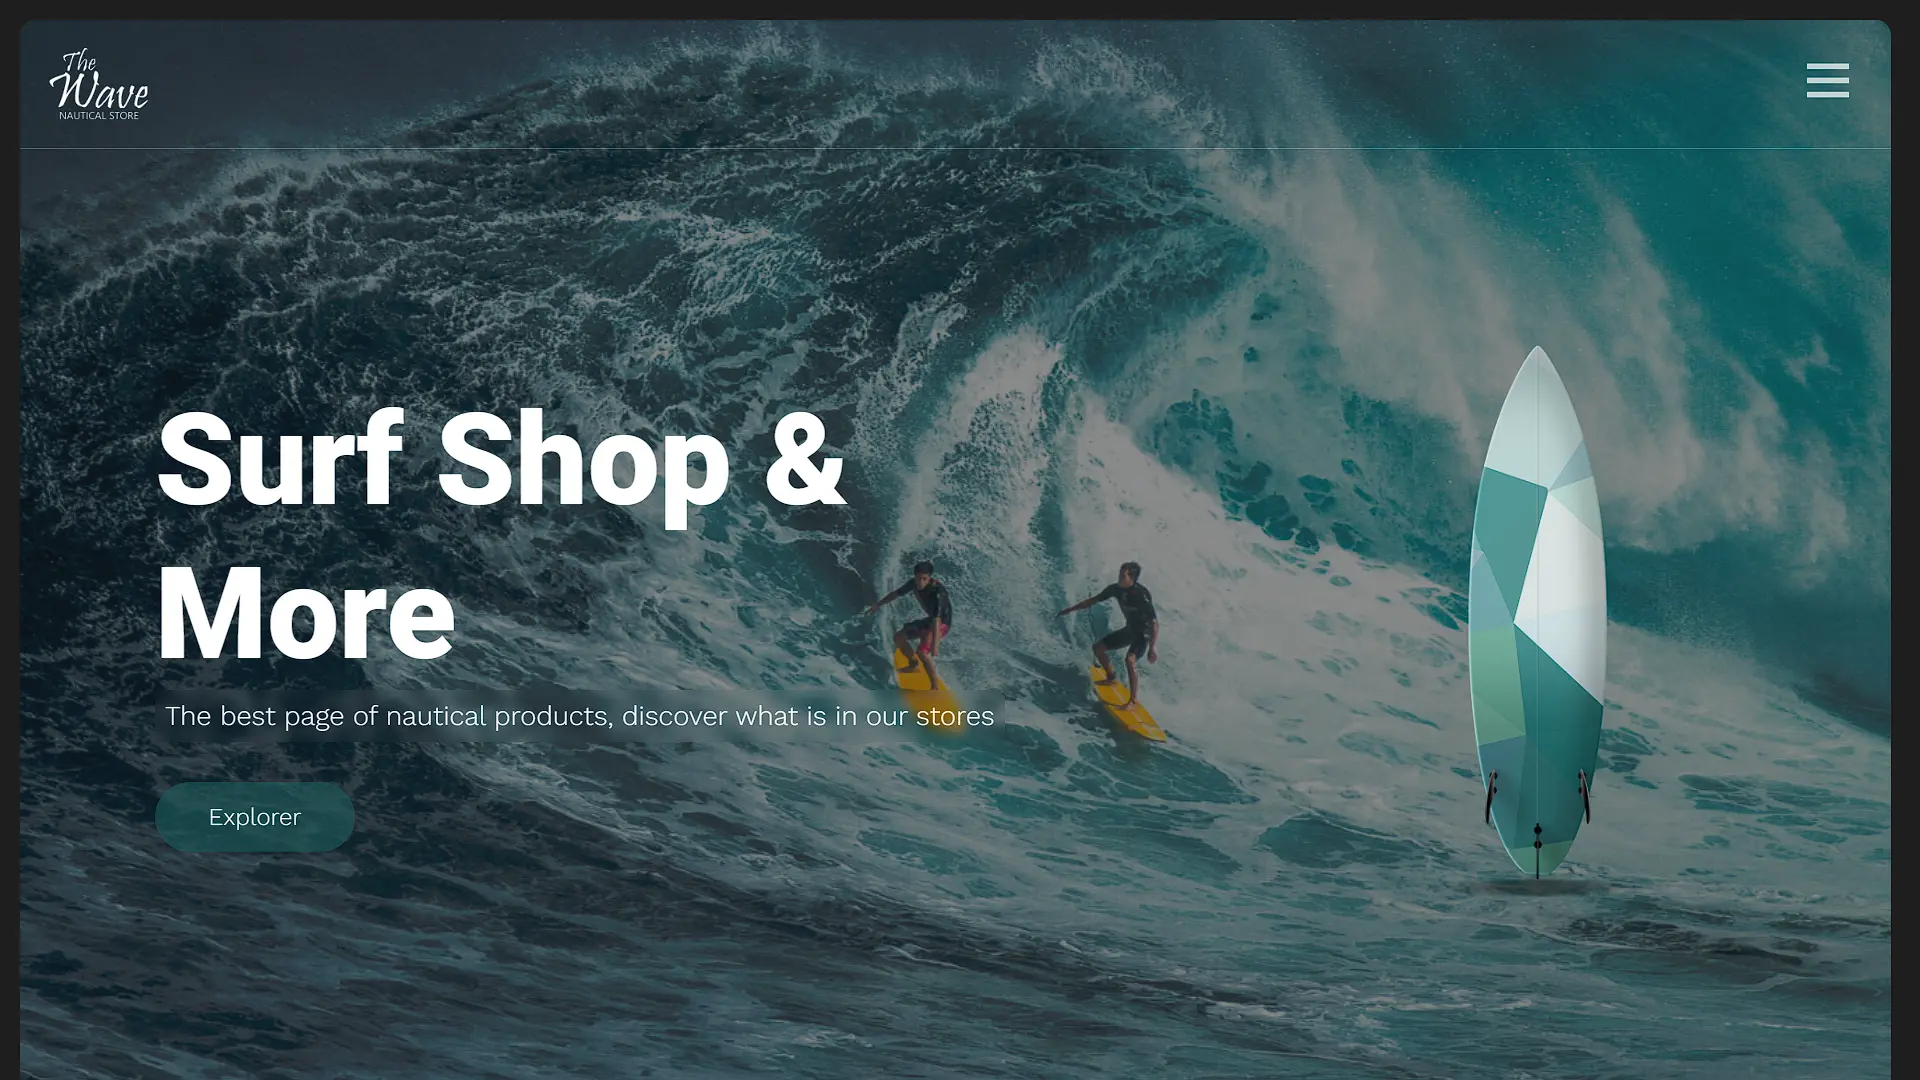 The
Wave
NAUTICAL STORE
Surf Shop &
More
The best page of nautical products, discover what is in our stores
Explorer